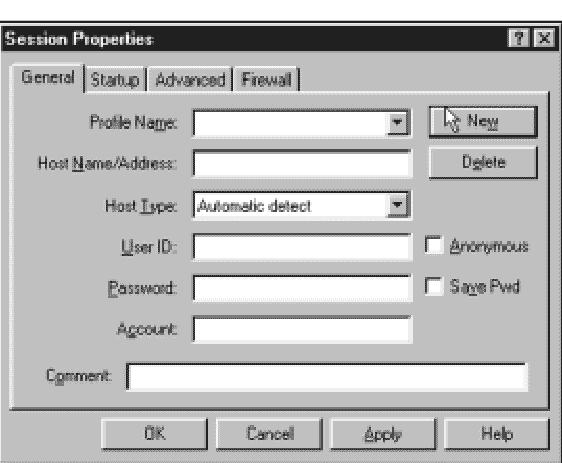 Session Properties
General Startup Advanced Firewall
Profile Name: New
Host Name/Address: Delete
Host Type: Automatic detect
User ID: Anonymous
Password: Save Pwd
Account:
Comment:
OK Cancel Apply Help